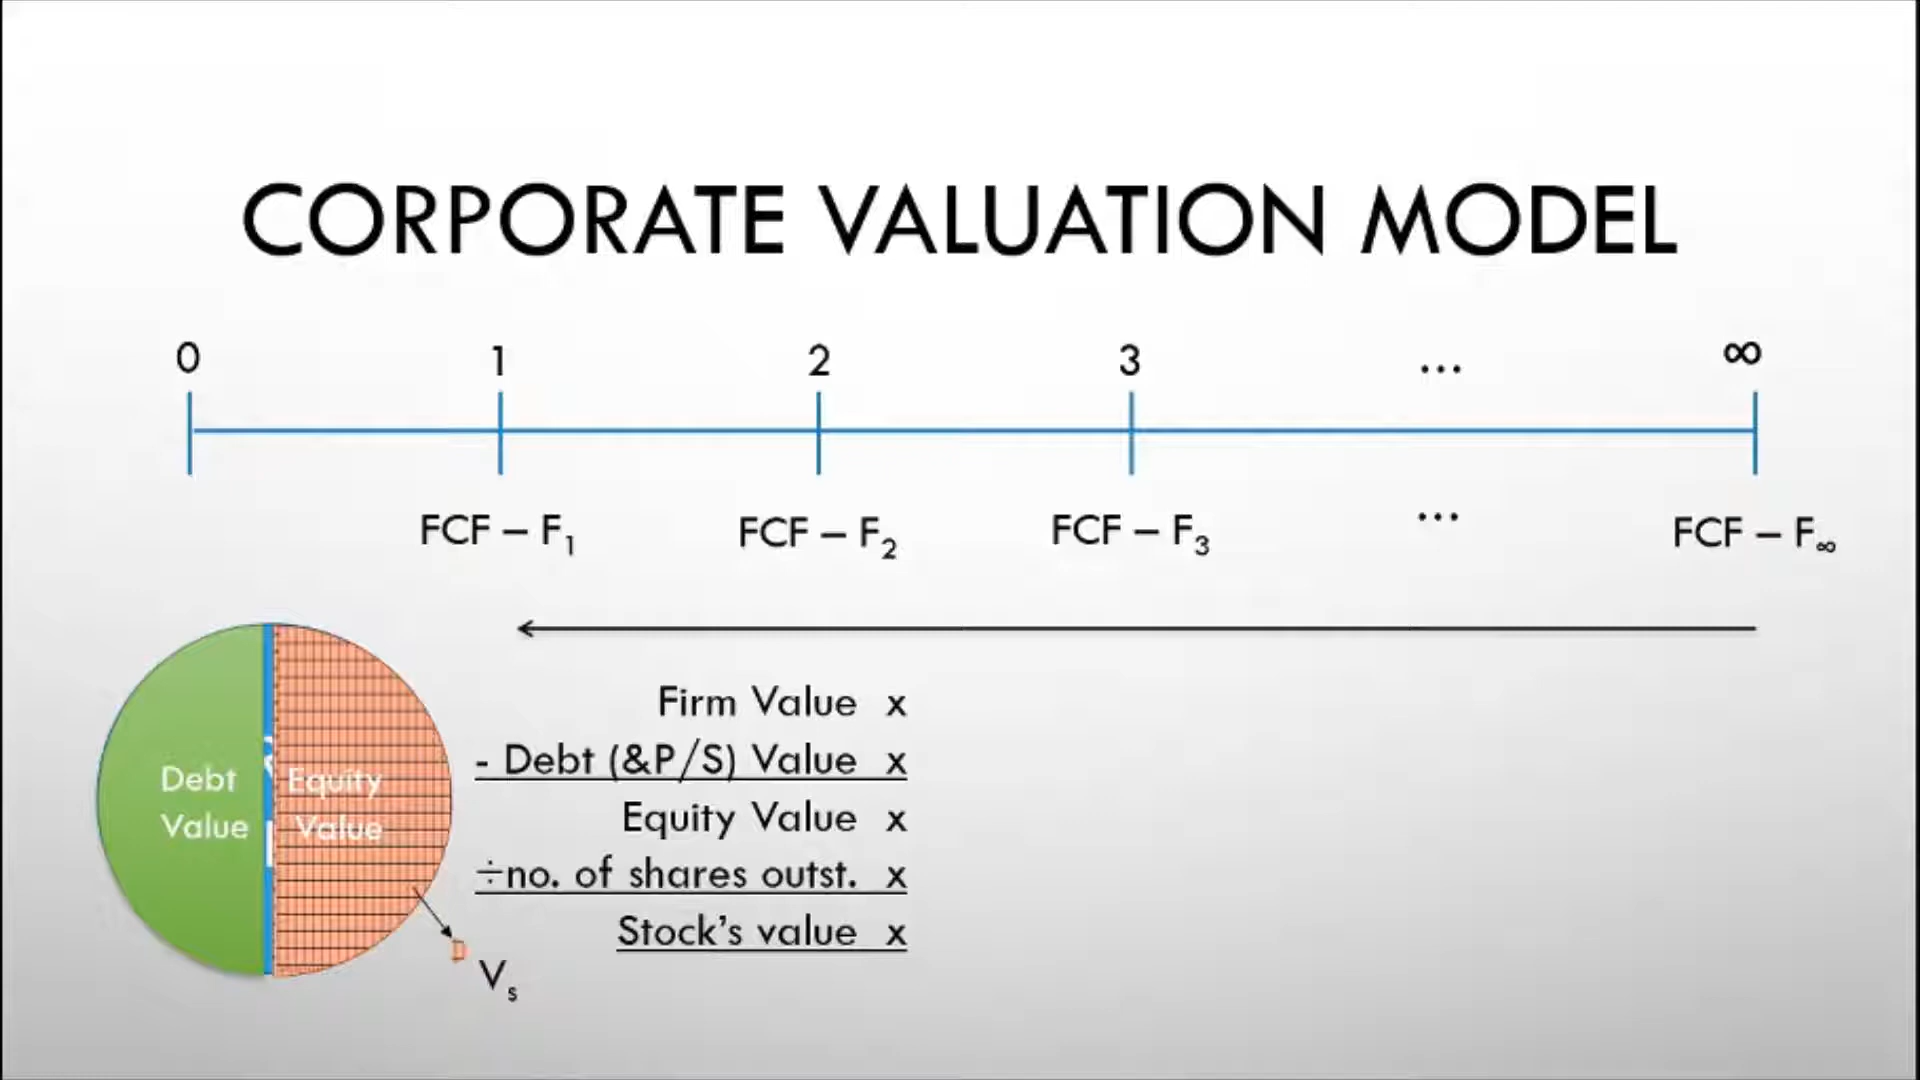 CORPORATE VALUATION MODEL
0 1 2 3 ... ∞
FCF – F₁ FCF – F₂ FCF – F₃ ... FCF – F∞
Firm Value x
- Debt (&P/S) Value x
Equity Value x
÷no. of shares outst. x
Stock's value x
Debt
Value
Equity
Value
Vₛ